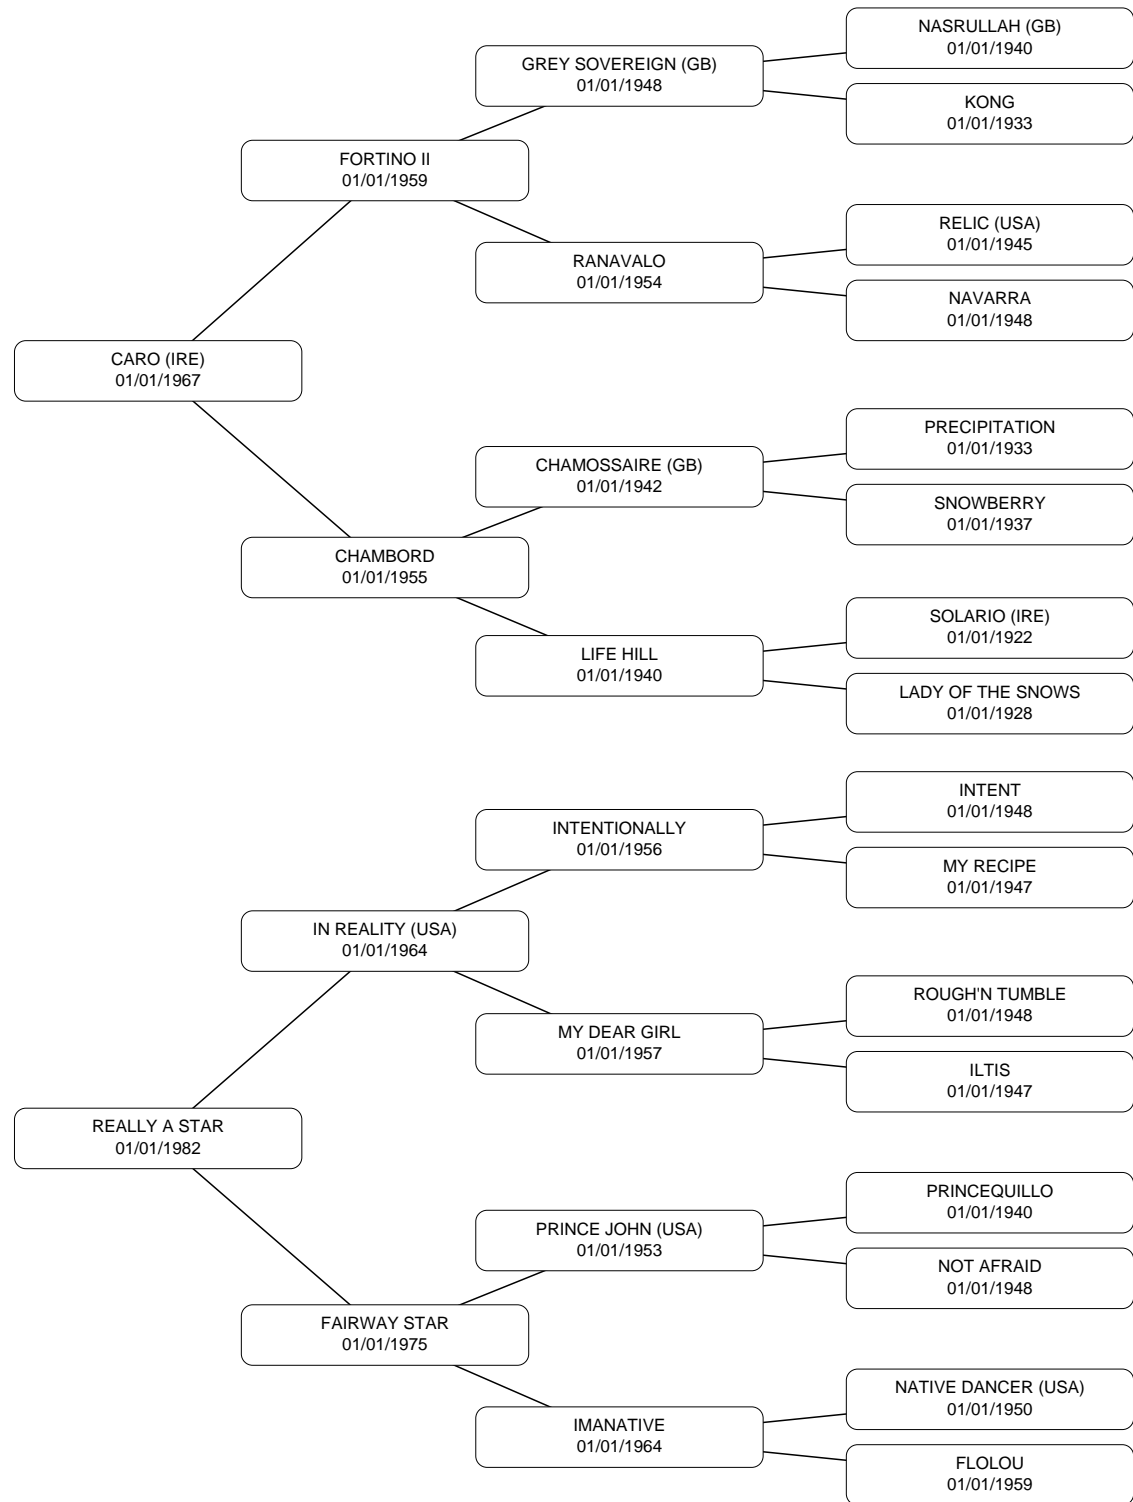 NASRULLAH (GB)
01/01/1940
GREY SOVEREIGN (GB)
01/01/1948
KONG
01/01/1933
FORTINO II
01/01/1959
RELIC (USA)
01/01/1945
RANAVALO
01/01/1954
NAVARRA
01/01/1948
CARO (IRE)
01/01/1967
PRECIPITATION
01/01/1933
CHAMOSSAIRE (GB)
01/01/1942
SNOWBERRY
01/01/1937
CHAMBORD
01/01/1955
SOLARIO (IRE)
01/01/1922
LIFE HILL
01/01/1940
LADY OF THE SNOWS
01/01/1928
INTENT
01/01/1948
INTENTIONALLY
01/01/1956
MY RECIPE
01/01/1947
IN REALITY (USA)
01/01/1964
ROUGH'N TUMBLE
01/01/1948
MY DEAR GIRL
01/01/1957
ILTIS
01/01/1947
REALLY A STAR
01/01/1982
PRINCEQUILLO
01/01/1940
PRINCE JOHN (USA)
01/01/1953
NOT AFRAID
01/01/1948
FAIRWAY STAR
01/01/1975
NATIVE DANCER (USA)
01/01/1950
IMANATIVE
01/01/1964
FLOLOU
01/01/1959